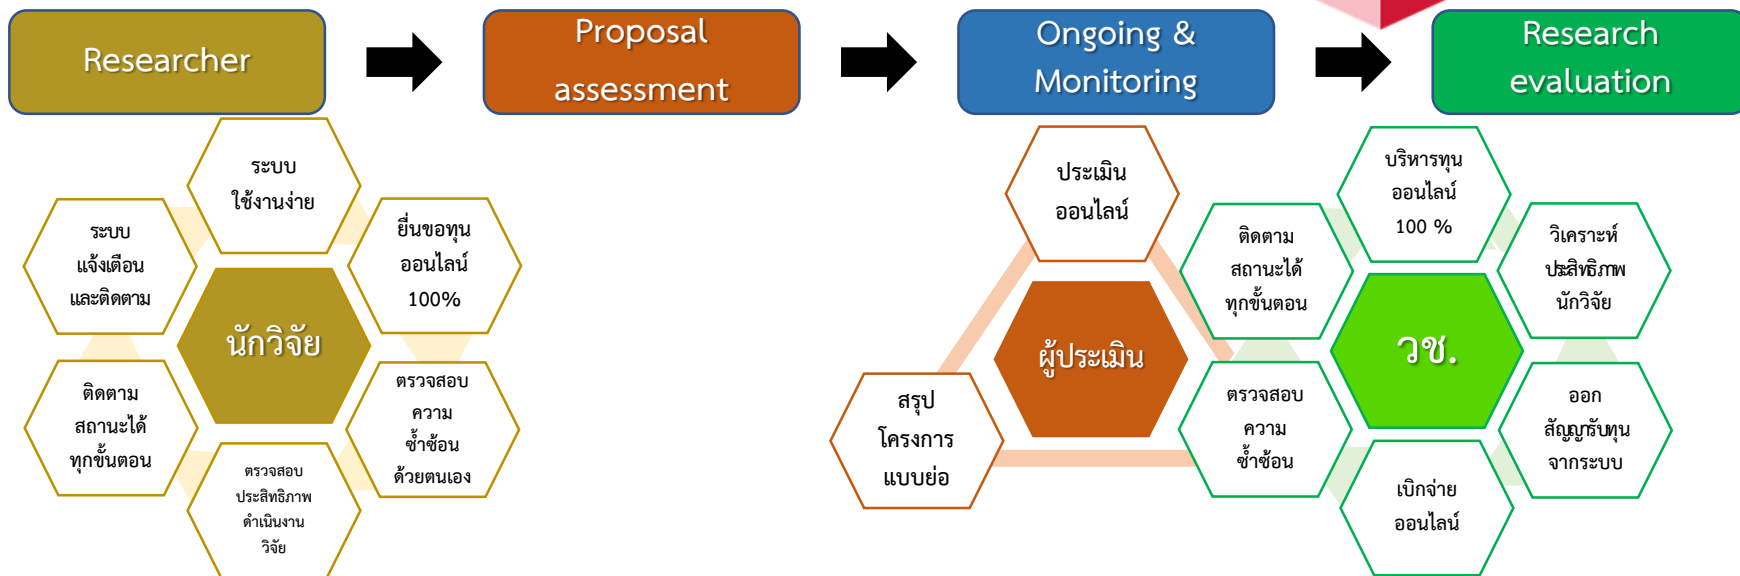 Researcher
Proposal
assessment
Ongoing &
Monitoring
Research
evaluation
ระบบ
ใช้งานง่าย
ยื่นขอทุน
ออนไลน์
100%
ตรวจสอบ
ความ
ซ้ำซ้อน
ด้วยตนเอง
ตรวจสอบ
ประสิทธิภาพ
ดำเนินงาน
วิจัย
ติดตาม
สถานะได้
ทุกขั้นตอน
ระบบ
แจ้งเตือน
และติดตาม
นักวิจัย
ประเมิน
ออนไลน์
สรุป
โครงการ
แบบย่อ
ผู้ประเมิน
บริหารทุน
ออนไลน์
100 %
วิเคราะห์
ประสิทธิภาพ
นักวิจัย
ออก
สัญญารับทุน
จากระบบ
เบิกจ่าย
ออนไลน์
ตรวจสอบ
ความ
ซ้ำซ้อน
ติดตาม
สถานะได้
ทุกขั้นตอน
วช.